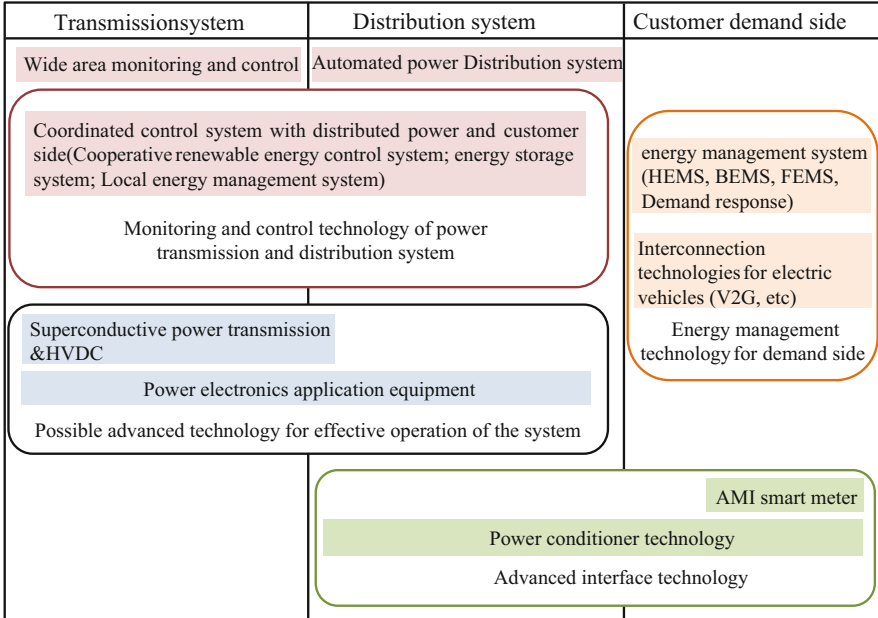 Transmissionsystem
Distribution system
Customer demand side
Wide area monitoring and control
Automated power Distribution system
Coordinated control system with distributed power and customer
side(Cooperative renewable energy control system; energy storage
system; Local energy management system)
Monitoring and control technology of power
transmission and distribution system
energy management system
(HEMS, BEMS, FEMS,
Demand response)
Interconnection
technologies for electric
vehicles (V2G, etc)
Energy management
technology for demand side
Superconductive power transmission
&HVDC
Power electronics application equipment
Possible advanced technology for effective operation of the system
AMI smart meter
Power conditioner technology
Advanced interface technology